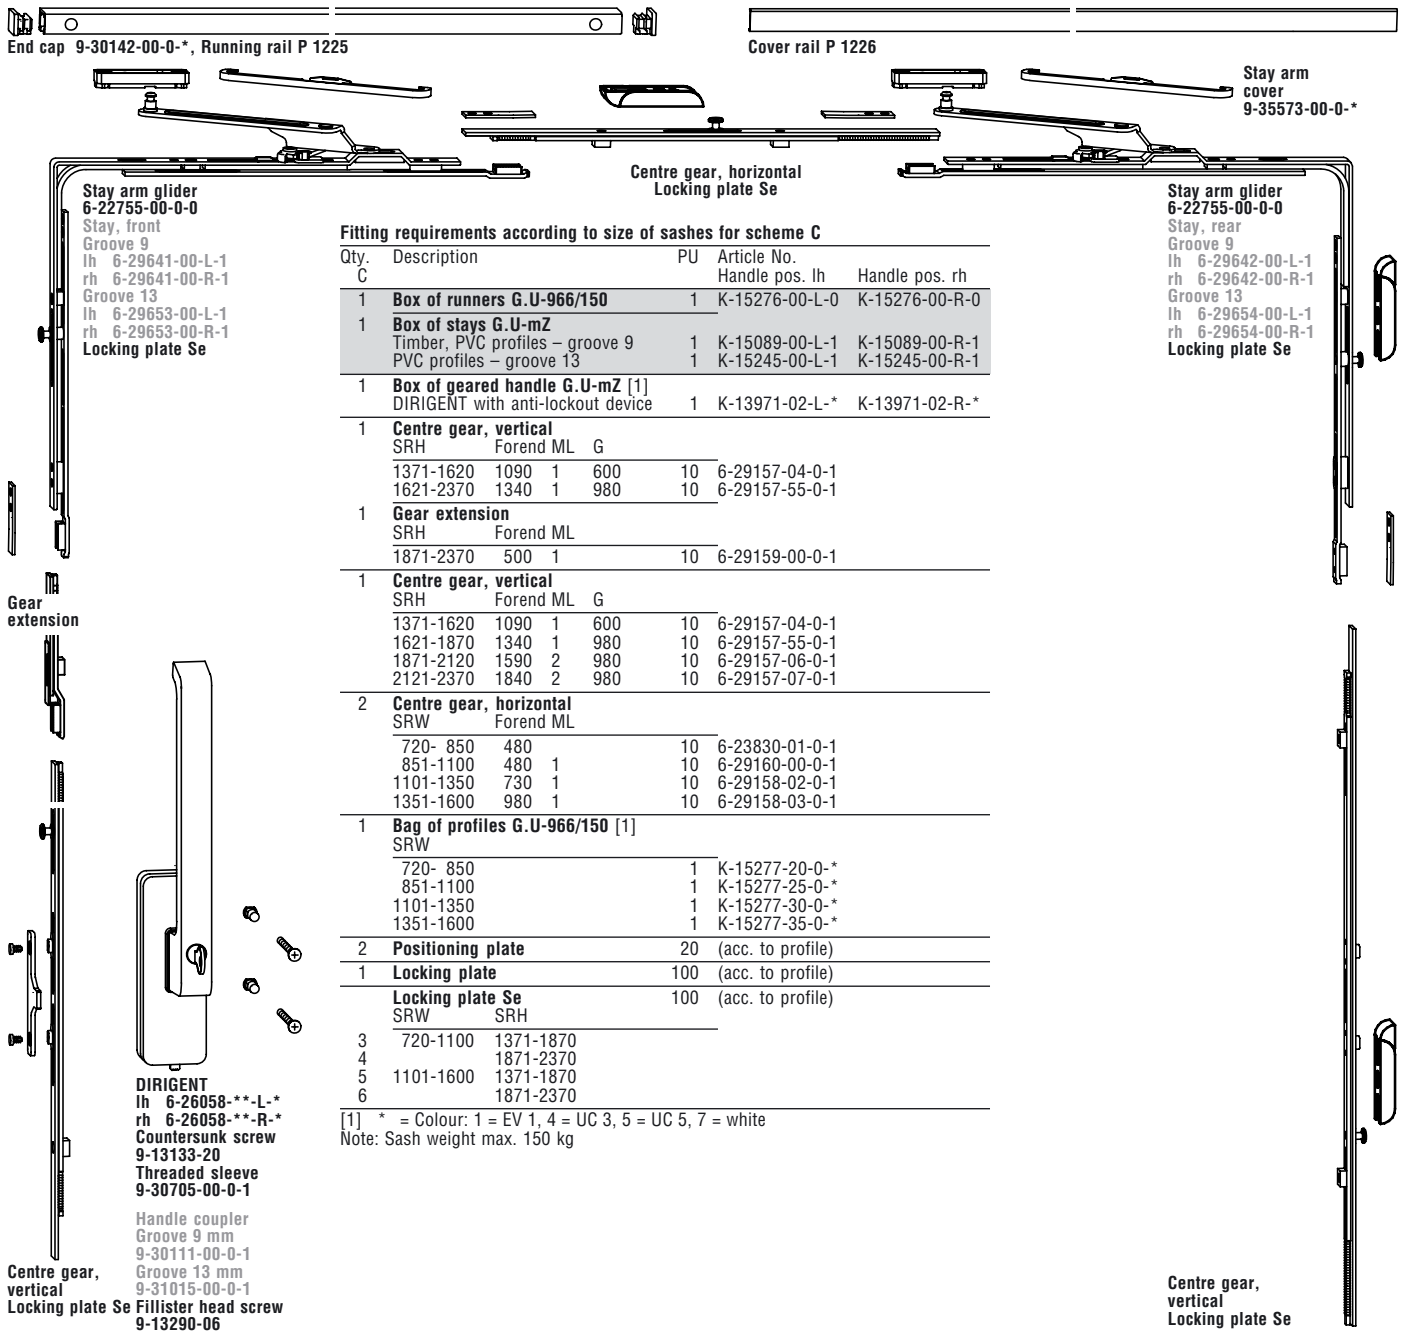 End cap 9-30142-00-0-*, Running rail P 1225
Cover rail P 1226
Stay arm
cover
9-35573-00-0-*
Centre gear, horizontal
Locking plate Se
Stay arm glider
6-22755-00-0-0
Stay, front
Groove 9
lh 6-29641-00-L-1
rh 6-29641-00-R-1
Groove 13
lh 6-29653-00-L-1
rh 6-29653-00-R-1
Locking plate Se
Stay arm glider
6-22755-00-0-0
Stay, rear
Groove 9
lh 6-29642-00-L-1
rh 6-29642-00-R-1
Groove 13
lh 6-29654-00-L-1
rh 6-29654-00-R-1
Locking plate Se
Fitting requirements according to size of sashes for scheme C
Qty. Description PU Article No.
C Handle pos. lh Handle pos. rh
1 Box of runners G.U-966/150 1 K-15276-00-L-0 K-15276-00-R-0
1 Box of stays G.U-mZ
Timber, PVC profiles – groove 9 1 K-15089-00-L-1 K-15089-00-R-1
PVC profiles – groove 13 1 K-15245-00-L-1 K-15245-00-R-1
1 Box of geared handle G.U-mZ [1]
DIRIGENT with anti-lockout device 1 K-13971-02-L-* K-13971-02-R-*
1 Centre gear, vertical
SRH Forend ML G
1371-1620 1090 1 600 10 6-29157-04-0-1
1621-2370 1340 1 980 10 6-29157-55-0-1
1 Gear extension
SRH Forend ML
1871-2370 500 1 10 6-29159-00-0-1
1 Centre gear, vertical
SRH Forend ML G
1371-1620 1090 1 600 10 6-29157-04-0-1
1621-1870 1340 1 980 10 6-29157-55-0-1
1871-2120 1590 2 980 10 6-29157-06-0-1
2121-2370 1840 2 980 10 6-29157-07-0-1
2 Centre gear, horizontal
SRW Forend ML
720- 850 480 10 6-23830-01-0-1
851-1100 480 1 10 6-29160-00-0-1
1101-1350 730 1 10 6-29158-02-0-1
1351-1600 980 1 10 6-29158-03-0-1
1 Bag of profiles G.U-966/150 [1]
SRW
720- 850 1 K-15277-20-0-*
851-1100 1 K-15277-25-0-*
1101-1350 1 K-15277-30-0-*
1351-1600 1 K-15277-35-0-*
2 Positioning plate 20 (acc. to profile)
1 Locking plate 100 (acc. to profile)
Locking plate Se 100 (acc. to profile)
SRW SRH
3 720-1100 1371-1870
4 1871-2370
5 1101-1600 1371-1870
6 1871-2370
[1] * = Colour: 1 = EV 1, 4 = UC 3, 5 = UC 5, 7 = white
Note: Sash weight max. 150 kg
Gear
extension
DIRIGENT
lh 6-26058-**-L-*
rh 6-26058-**-R-*
Countersunk screw
9-13133-20
Threaded sleeve
9-30705-00-0-1
Handle coupler
Groove 9 mm
9-30111-00-0-1
Groove 13 mm
9-31015-00-0-1
Fillister head screw
9-13290-06
Centre gear,
vertical
Locking plate Se
Centre gear,
vertical
Locking plate Se